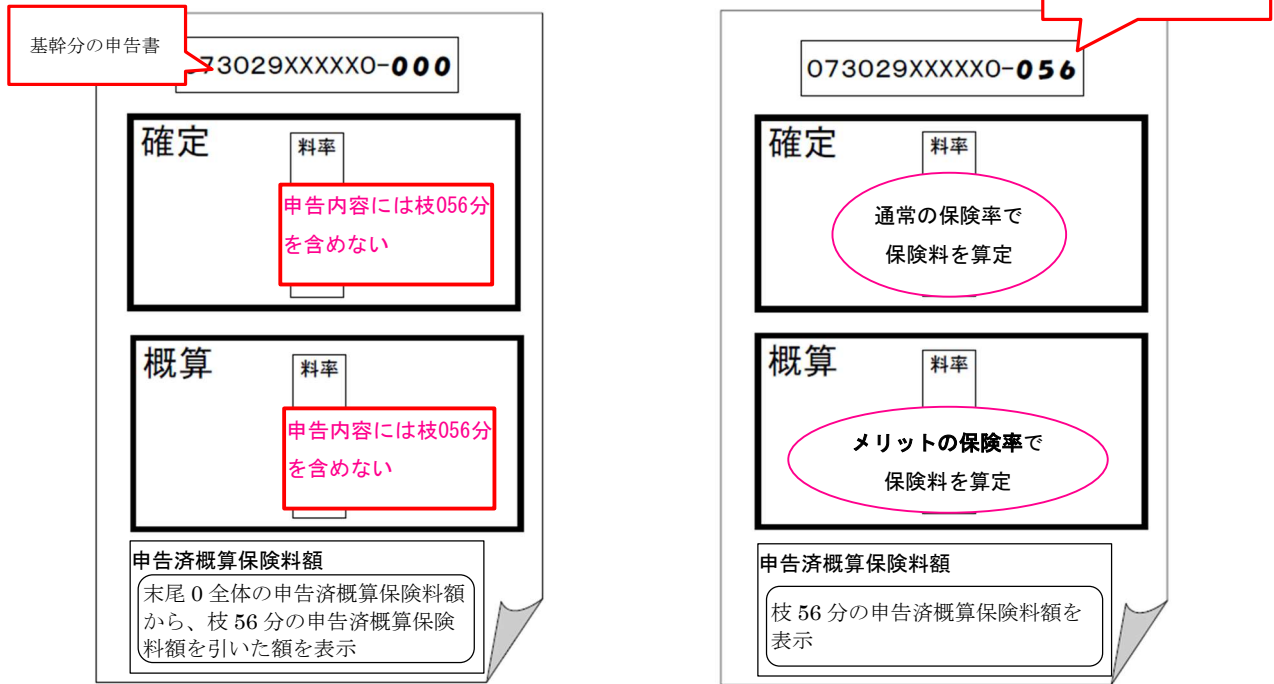 基幹分の申告書
073029XXXXX0-000
確定
料率
申告内容には枝056分
を含めない
概算
料率
申告内容には枝056分
を含めない
申告済概算保険料額
末尾0全体の申告済概算保険料額
から、枝56分の申告済概算保険
料額を引いた額を表示
073029XXXXX0-056
確定
料率
通常の保険率で
保険料を算定
概算
料率
メリットの保険率で
保険料を算定
申告済概算保険料額
枝56分の申告済概算保険料額を
表示